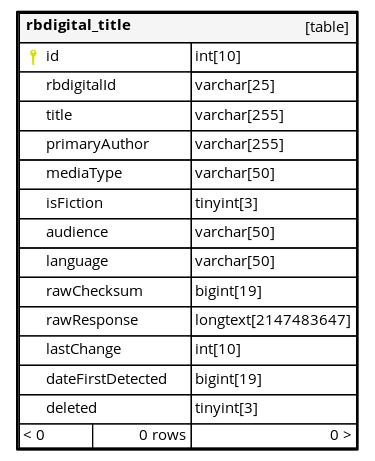 rbdigital_title [table]
id int[10]
rbdigitalId varchar[25]
title varchar[255]
primaryAuthor varchar[255]
mediaType varchar[50]
isFiction tinyint[3]
audience varchar[50]
language varchar[50]
rawChecksum bigint[19]
rawResponse longtext[2147483647]
lastChange int[10]
dateFirstDetected bigint[19]
deleted tinyint[3]
< 0 0 rows 0 >